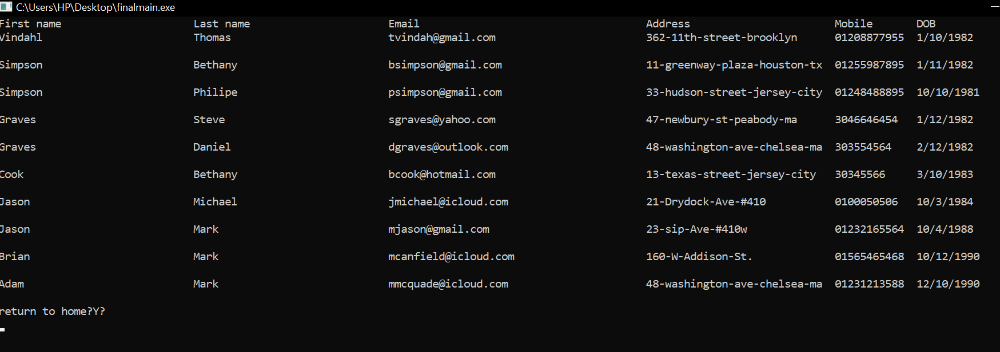 C:\Users\HP\Desktop\finalmain.exe
First name Last name Email Address Mobile DOB
Vindahl Thomas tvindah@gmail.com 362-11th-street-brooklyn 01208877955 1/10/1982
Simpson Bethany bsimpson@gmail.com 11-greenway-plaza-houston-tx 01255987895 1/11/1982
Simpson Philipe psimpson@gmail.com 33-hudson-street-jersey-city 01248488895 10/10/1981
Graves Steve sgraves@yahoo.com 47-newbury-st-peabody-ma 3046646454 1/12/1982
Graves Daniel dgraves@outlook.com 48-washington-ave-chelsea-ma 303554564 2/12/1982
Cook Bethany bcook@hotmail.com 13-texas-street-jersey-city 30345566 3/10/1983
Jason Michael jmichael@icloud.com 21-Drydock-Ave-#410 0100050506 10/3/1984
Jason Mark mjason@gmail.com 23-sip-Ave-#410w 01232165564 10/4/1988
Brian Mark mcanfield@icloud.com 160-W-Addison-St. 01565465468 10/12/1990
Adam Mark mmcquade@icloud.com 48-washington-ave-chelsea-ma 01231213588 12/10/1990
return to home?Y?